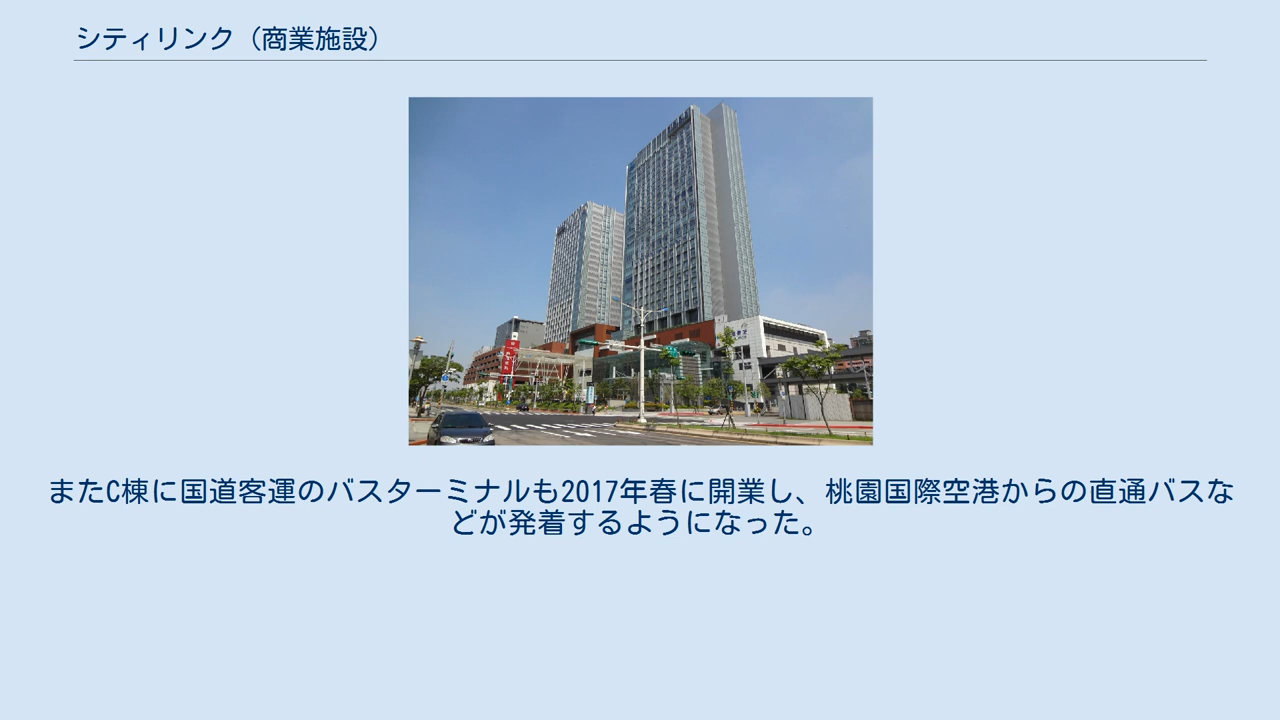 シティリンク（商業施設）
またC棟に国道客運のバスターミナルも2017年春に開業し、桃園国際空港からの直通バスな
どが発着するようになった。